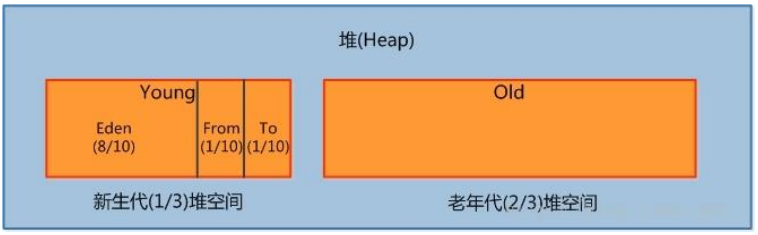 堆(Heap)
Young
Old
Eden
(8/10)
From
(1/10)
To
(1/10)
新生代(1/3)堆空间
老年代(2/3)堆空间